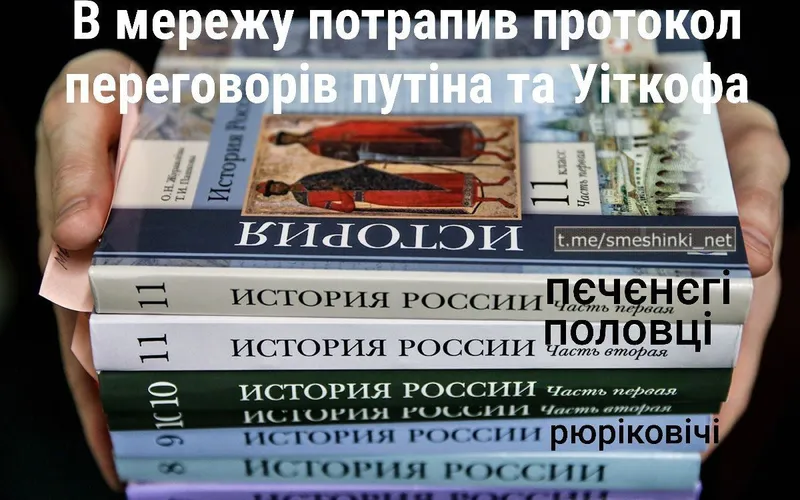 В мережу потрапив протокол
переговорів путіна та Уіткофа
История
О.Н. Журавлева
Т.И. Пашкова
11 класс
Часть первая
ИСТОРИЯ
t.me/smeshinki_net
11 ИСТОРИЯ РОССИИ Часть первая
пєчєнєгі
11 ИСТОРИЯ РОССИИ Часть вторая
половці
10 ИСТОРИЯ РОССИИ Часть первая
10 ИСТОРИЯ РОССИИ Часть вторая
9 ИСТОРИЯ РОССИИ
рюріковічі
8 ИСТОРИЯ РОССИИ
ИСТОРИЯ РОССИИ